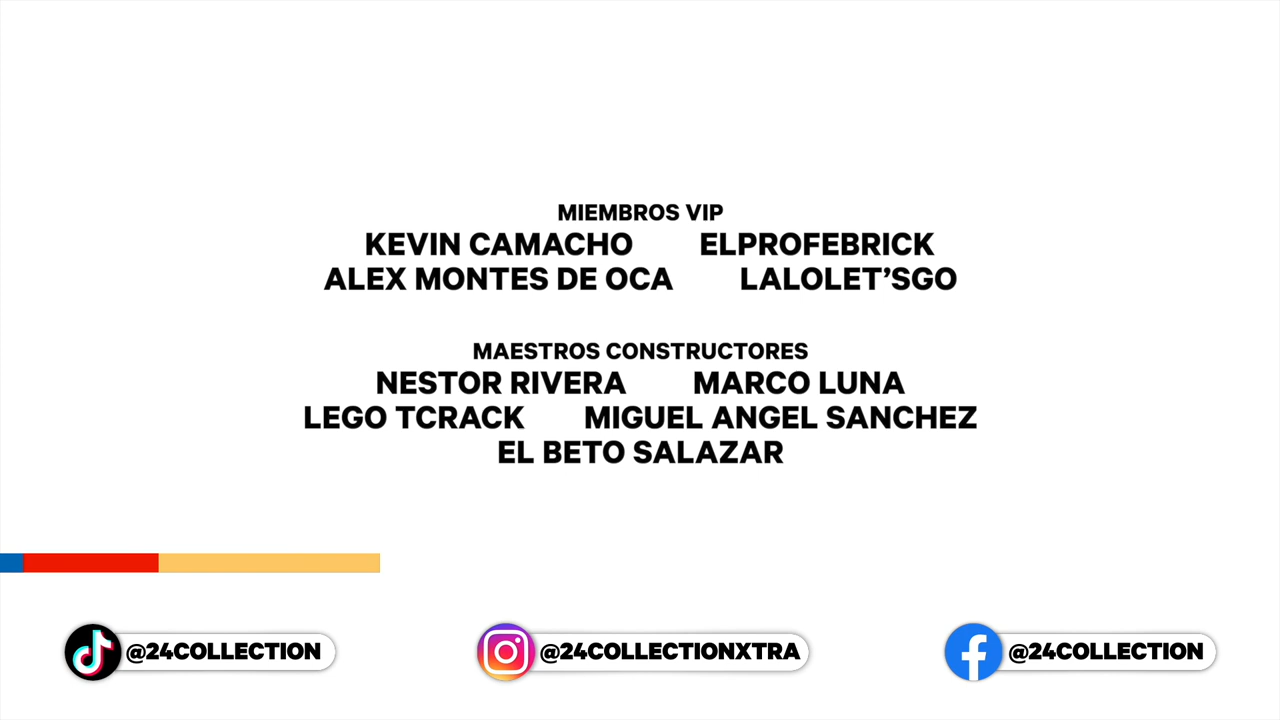 MIEMBROS VIP
KEVIN CAMACHO ELPROFEBRICK
ALEX MONTES DE OCA LALOLET’SGO
MAESTROS CONSTRUCTORES
NESTOR RIVERA MARCO LUNA
LEGO TCRACK MIGUEL ANGEL SANCHEZ
EL BETO SALAZAR
@24COLLECTION @24COLLECTIONXTRA @24COLLECTION